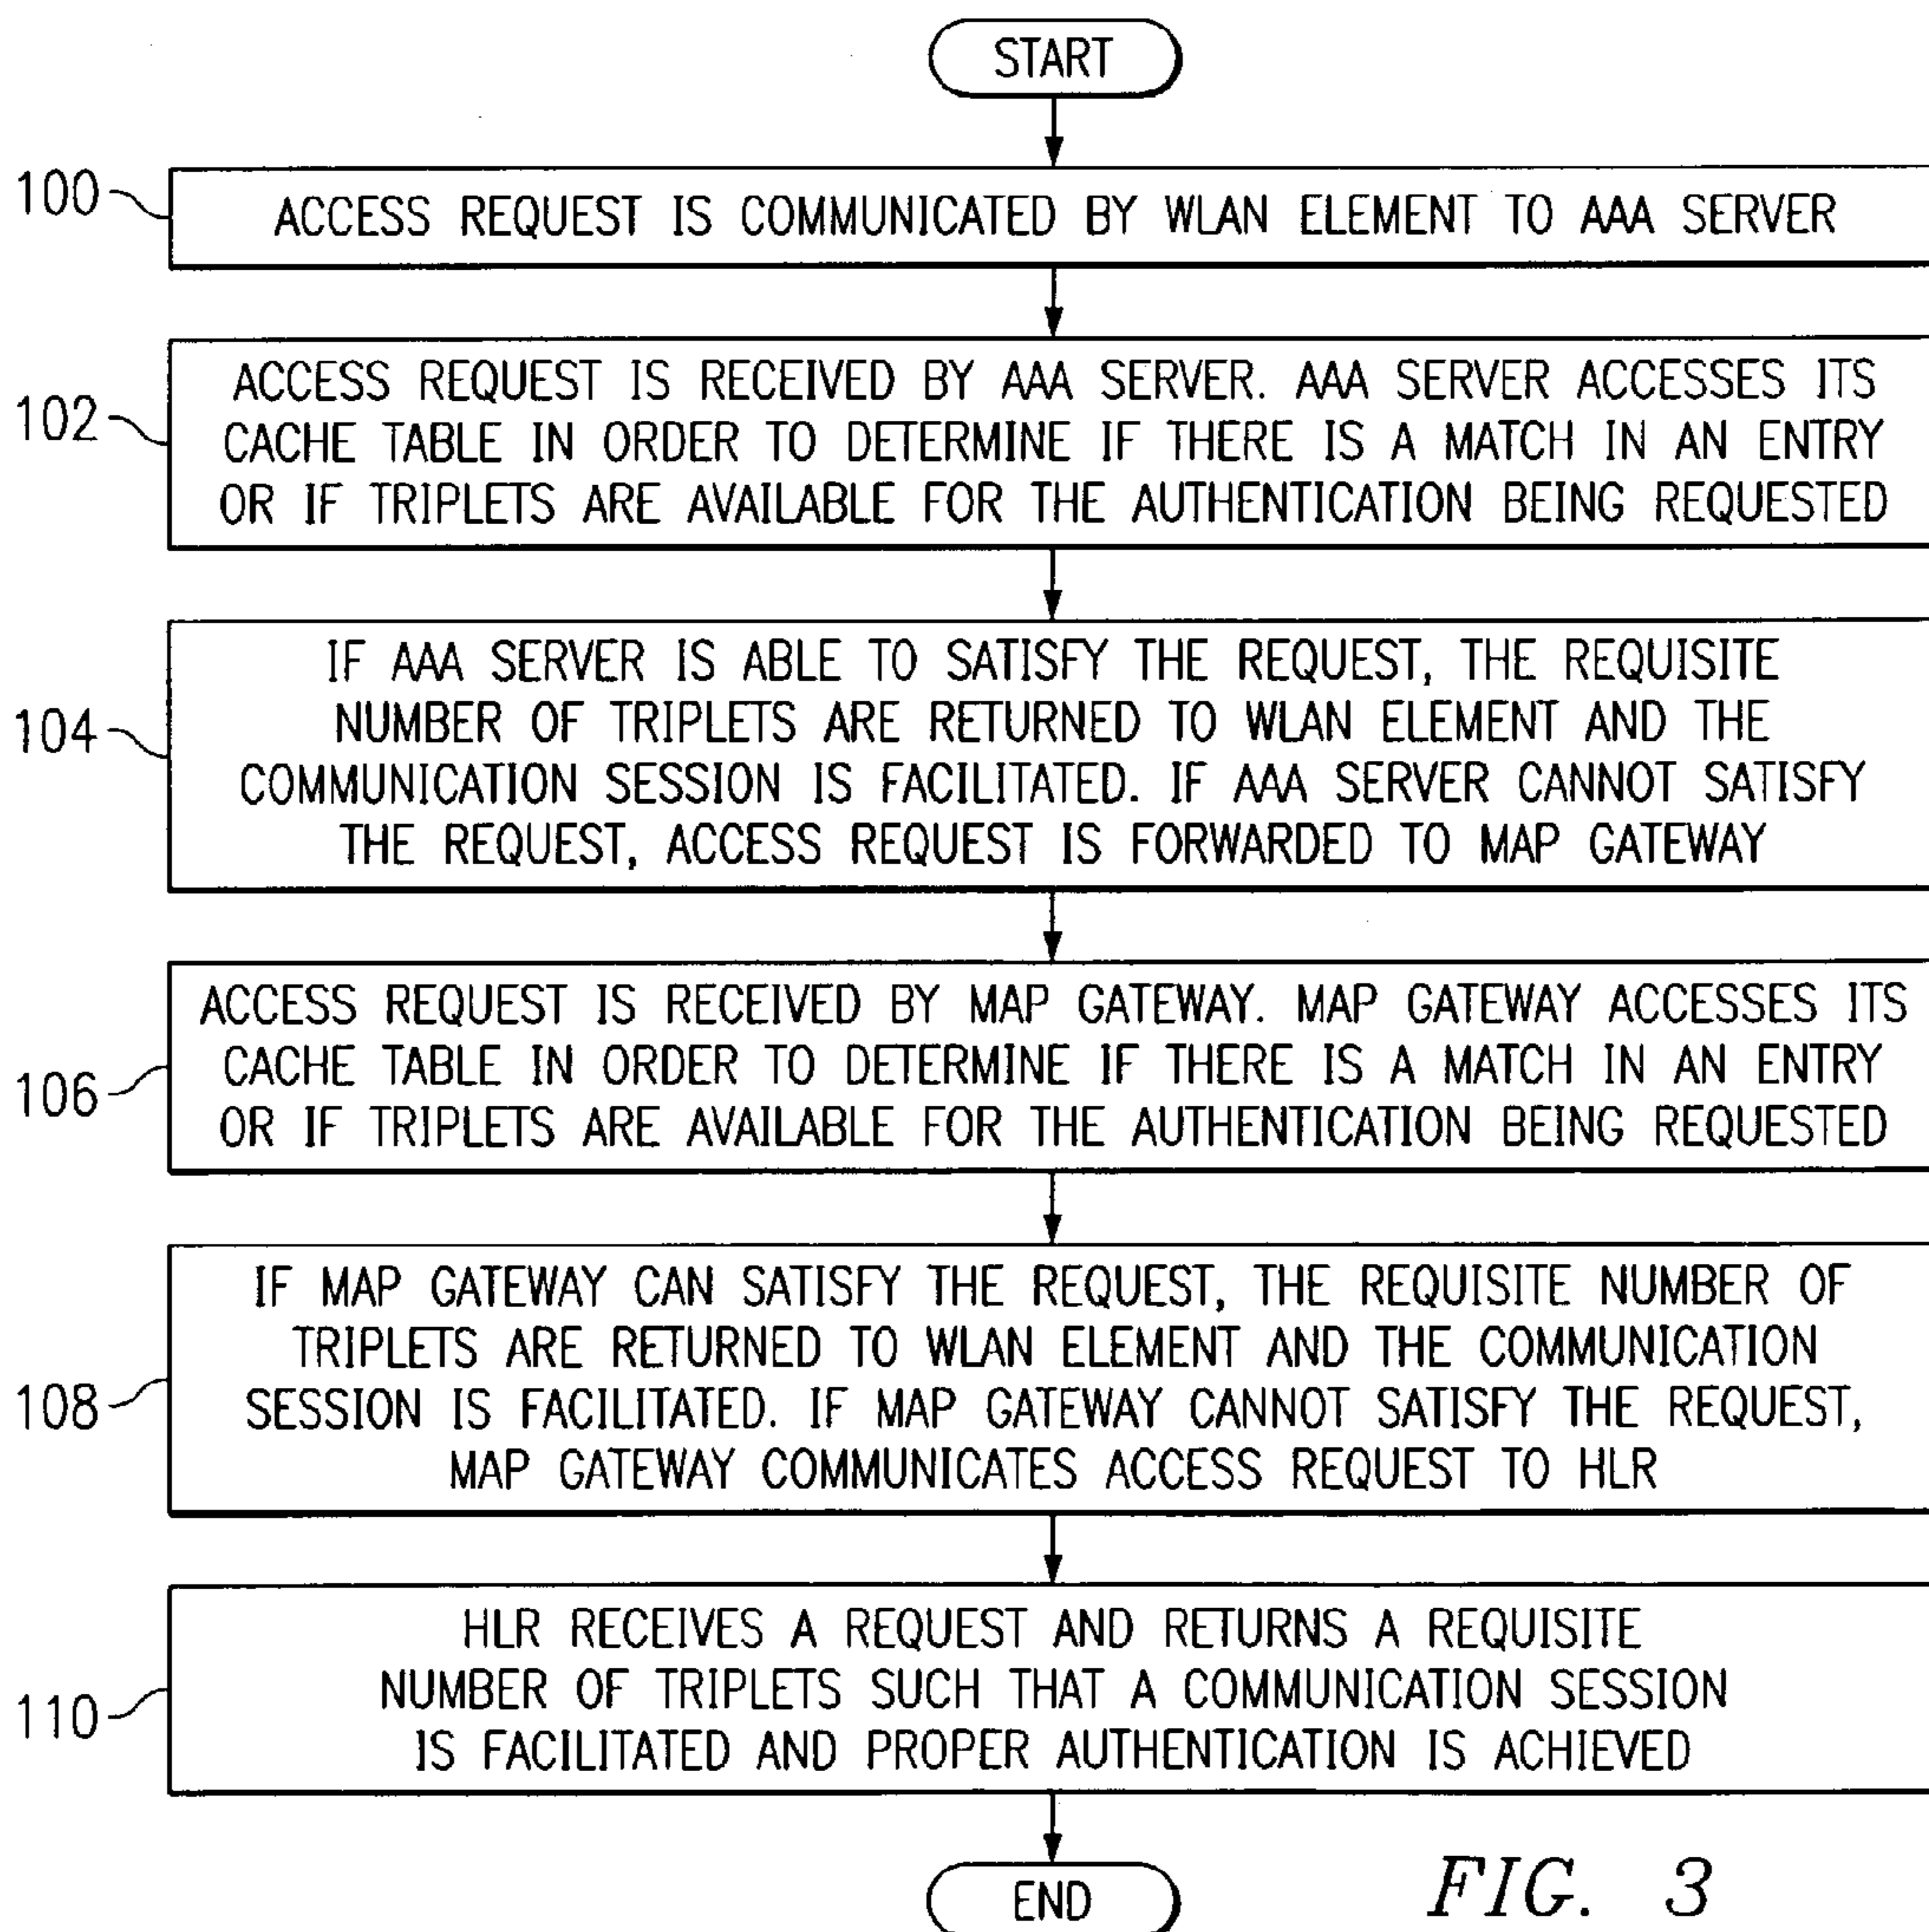 START
100
ACCESS REQUEST IS COMMUNICATED BY WLAN ELEMENT TO AAA SERVER
102
ACCESS REQUEST IS RECEIVED BY AAA SERVER. AAA SERVER ACCESSES ITS
CACHE TABLE IN ORDER TO DETERMINE IF THERE IS A MATCH IN AN ENTRY
OR IF TRIPLETS ARE AVAILABLE FOR THE AUTHENTICATION BEING REQUESTED
104
IF AAA SERVER IS ABLE TO SATISFY THE REQUEST, THE REQUISITE
NUMBER OF TRIPLETS ARE RETURNED TO WLAN ELEMENT AND THE
COMMUNICATION SESSION IS FACILITATED. IF AAA SERVER CANNOT SATISFY
THE REQUEST, ACCESS REQUEST IS FORWARDED TO MAP GATEWAY
106
ACCESS REQUEST IS RECEIVED BY MAP GATEWAY. MAP GATEWAY ACCESSES ITS
CACHE TABLE IN ORDER TO DETERMINE IF THERE IS A MATCH IN AN ENTRY
OR IF TRIPLETS ARE AVAILABLE FOR THE AUTHENTICATION BEING REQUESTED
108
IF MAP GATEWAY CAN SATISFY THE REQUEST, THE REQUISITE NUMBER OF
TRIPLETS ARE RETURNED TO WLAN ELEMENT AND THE COMMUNICATION
SESSION IS FACILITATED. IF MAP GATEWAY CANNOT SATISFY THE REQUEST,
MAP GATEWAY COMMUNICATES ACCESS REQUEST TO HLR
110
HLR RECEIVES A REQUEST AND RETURNS A REQUISITE
NUMBER OF TRIPLETS SUCH THAT A COMMUNICATION SESSION
IS FACILITATED AND PROPER AUTHENTICATION IS ACHIEVED
END
FIG. 3